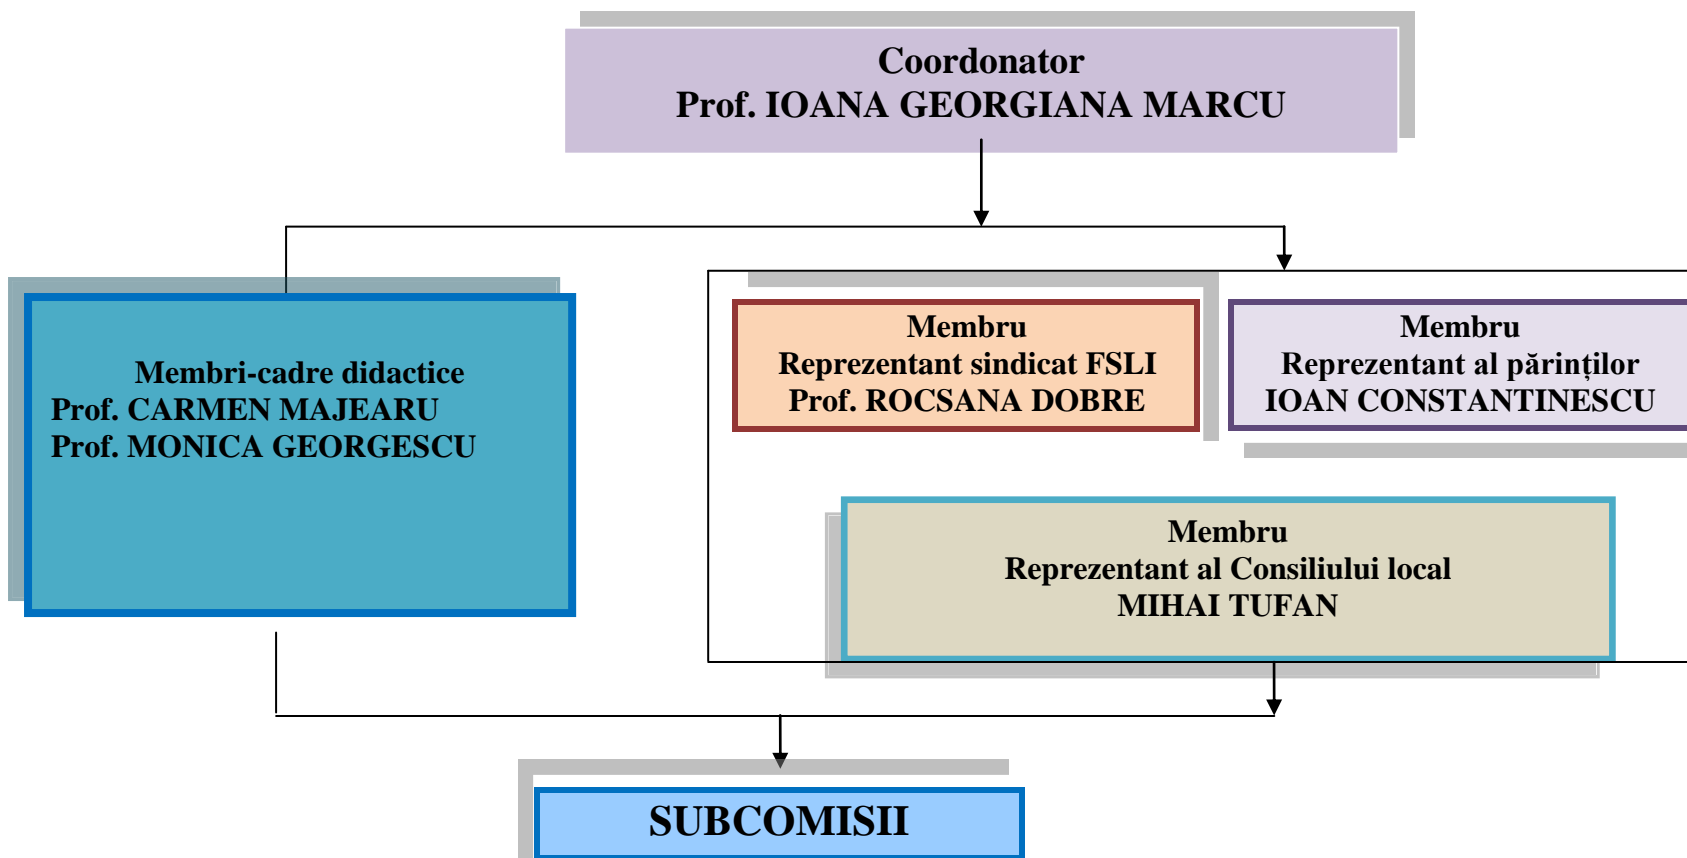 Coordonator
Prof. IOANA GEORGIANA MARCU
Membri-cadre didactice
Prof. CARMEN MAJEARU
Prof. MONICA GEORGESCU
Membru
Reprezentant sindicat FSLI
Prof. ROCSANA DOBRE
Membru
Reprezentant al părinților
IOAN CONSTANTINESCU
Membru
Reprezentant al Consiliului local
MIHAI TUFAN
SUBCOMISII